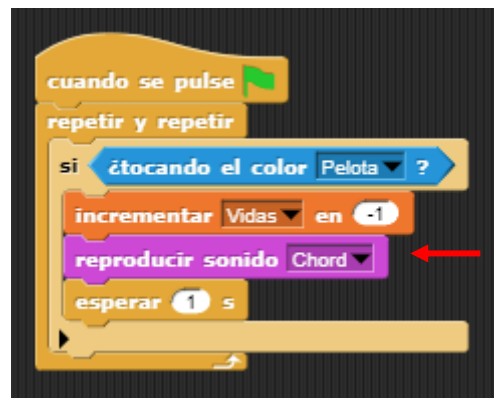 cuando se pulse
repetir y repetir
si ¿tocando el color Pelota ?
incrementar Vidas en -1
reproducir sonido Chord
esperar 1 s